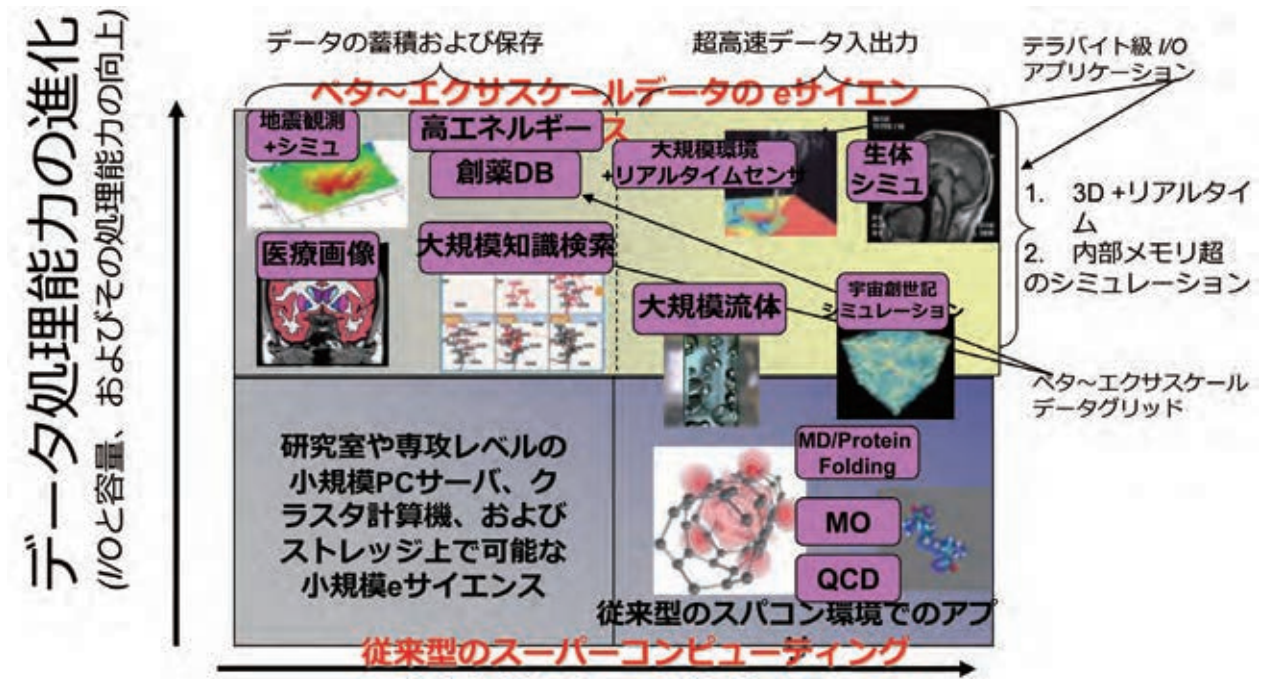 データ処理能力の進化
(I/Oと容量、およびその処理能力の向上)
データの蓄積および保存
超高速データ入出力
テラバイト級 I/O
アプリケーション
ペタ~エクサスケールデータの eサイエン
ス
地震観測
+シミュ
高エネルギー
創薬DB
大規模環境
+リアルタイムセンサ
生体
シミュ
1. 3D +リアルタイ
ム
2. 内部メモリ超
のシミュレーション
医療画像
大規模知識検索
大規模流体
宇宙創世記
シミュレーション
ペタ~エクサスケール
データグリッド
研究室や専攻レベルの
小規模PCサーバ、ク
ラスタ計算機、および
ストレッジ上で可能な
小規模eサイエンス
MD/Protein
Folding
MO
QCD
従来型のスパコン環境でのアプ
従来型のスーパーコンピューティング